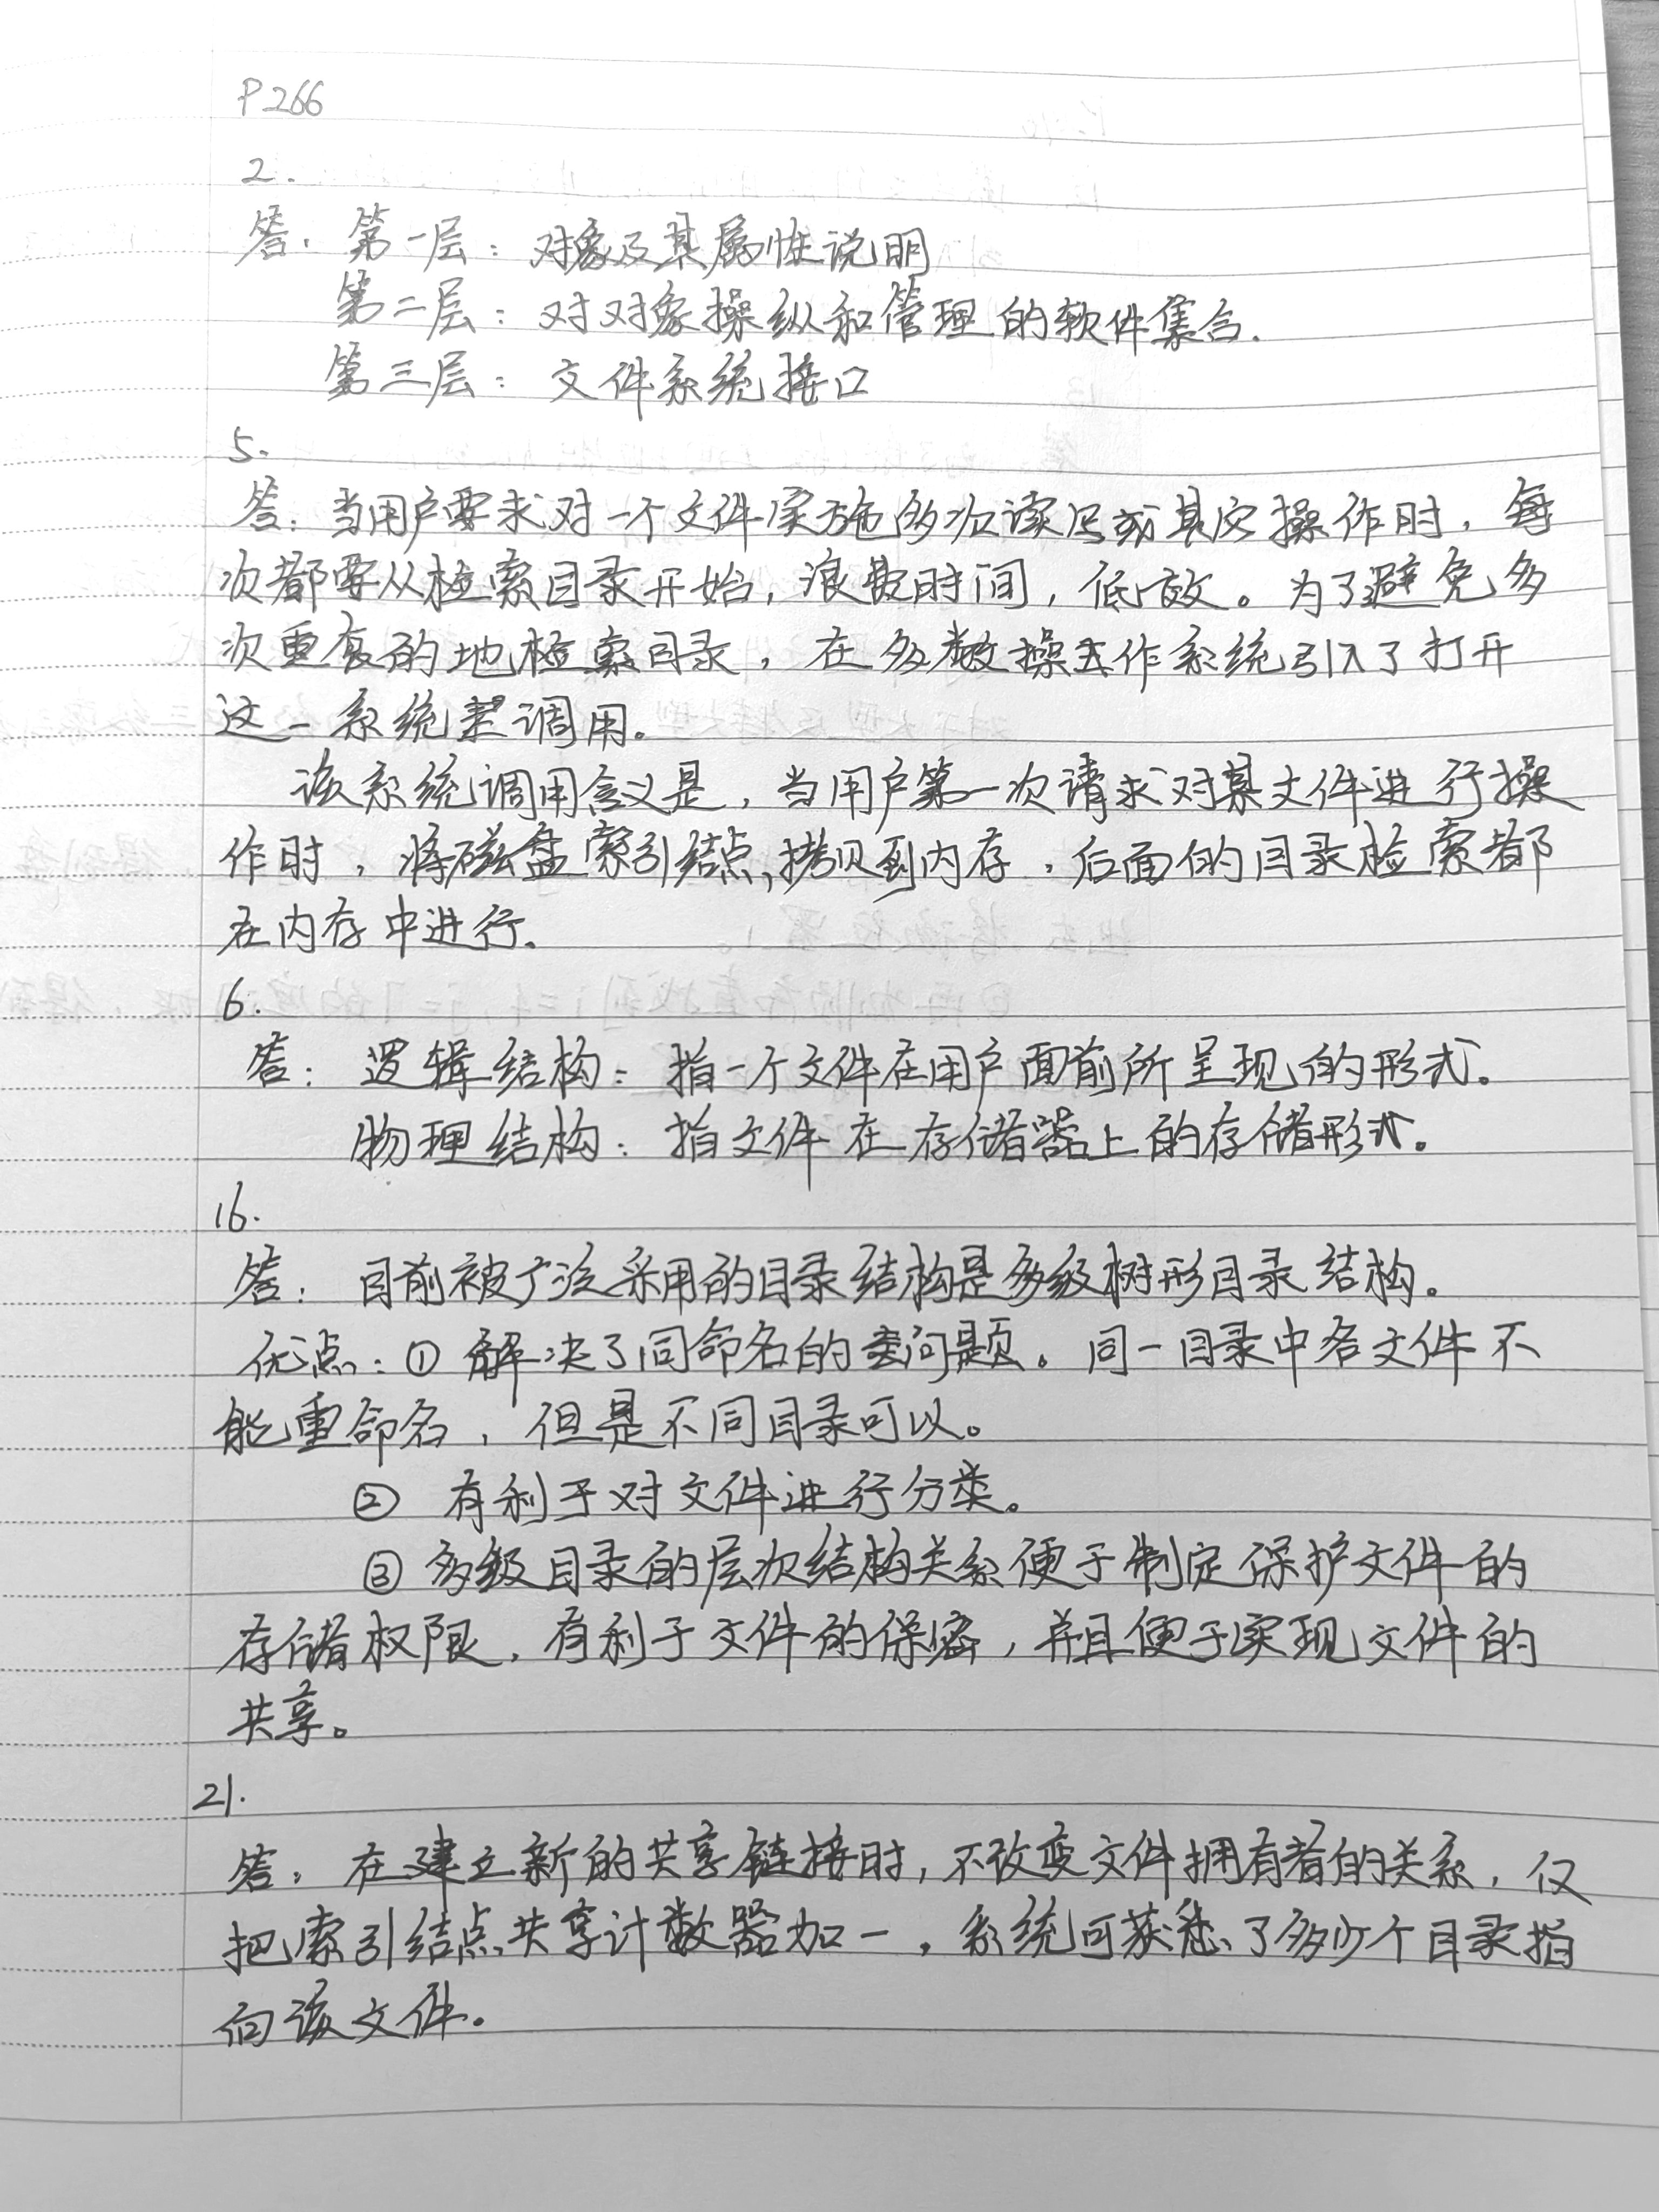 P266
2.
答：第一层：对象及其属性说明
第二层：对对象操纵和管理的软件集合.
第三层：文件系统接口
5.
答：当用户要求对一个文件实施多次读写或其它操作时，每
次都要从检索目录开始，浪费时间，低效。为了避免多
次重复的地检索目录，在多数操作系统引入了打开
这一系统调用。
该系统调用含义是，当用户第一次请求对某文件进行操
作时，将磁盘索引结点拷贝到内存，后面的目录检索都
在内存中进行.
6.
答：逻辑结构：指一个文件在用户面前所呈现的形式。
物理结构：指文件在存储器上的存储形式。
16.
答：目前被广泛采用的目录结构是多级树形目录结构。
优点：① 解决了同命名的问题。同一目录中各文件不
能重命名，但是不同目录可以。
② 有利于对文件进行分类。
③ 多级目录的层次结构关系便于制定保护文件的
存储权限，有利于文件的保密，并且便于实现文件的
共享。
21.
答：在建立新的共享链接时，不改变文件拥有者的关系，仅
把索引结点共享计数器加一，系统可获悉了多少个目录指
向该文件。